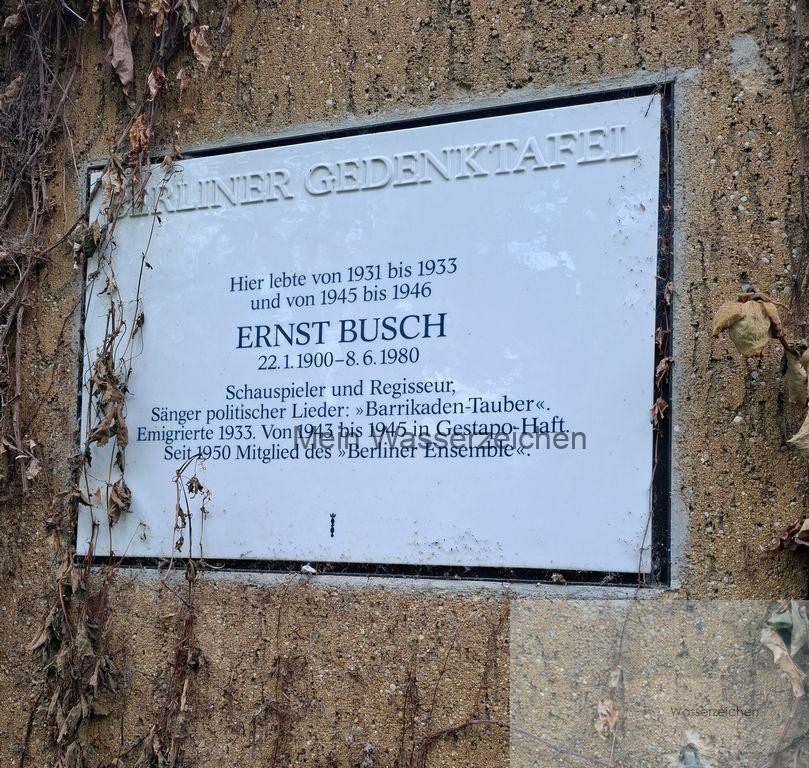 BERLINER GEDENKTAFEL
Hier lebte von 1931 bis 1933
und von 1945 bis 1946
ERNST BUSCH
22.1.1900–8.6.1980
Schauspieler und Regisseur,
Sänger politischer Lieder: »Barrikaden-Tauber«.
Emigrierte 1933. Von 1943 bis 1945 in Gestapo-Haft.
Mein Wasserzeichen
Seit 1950 Mitglied des »Berliner Ensemble«.
Wasserzeichen